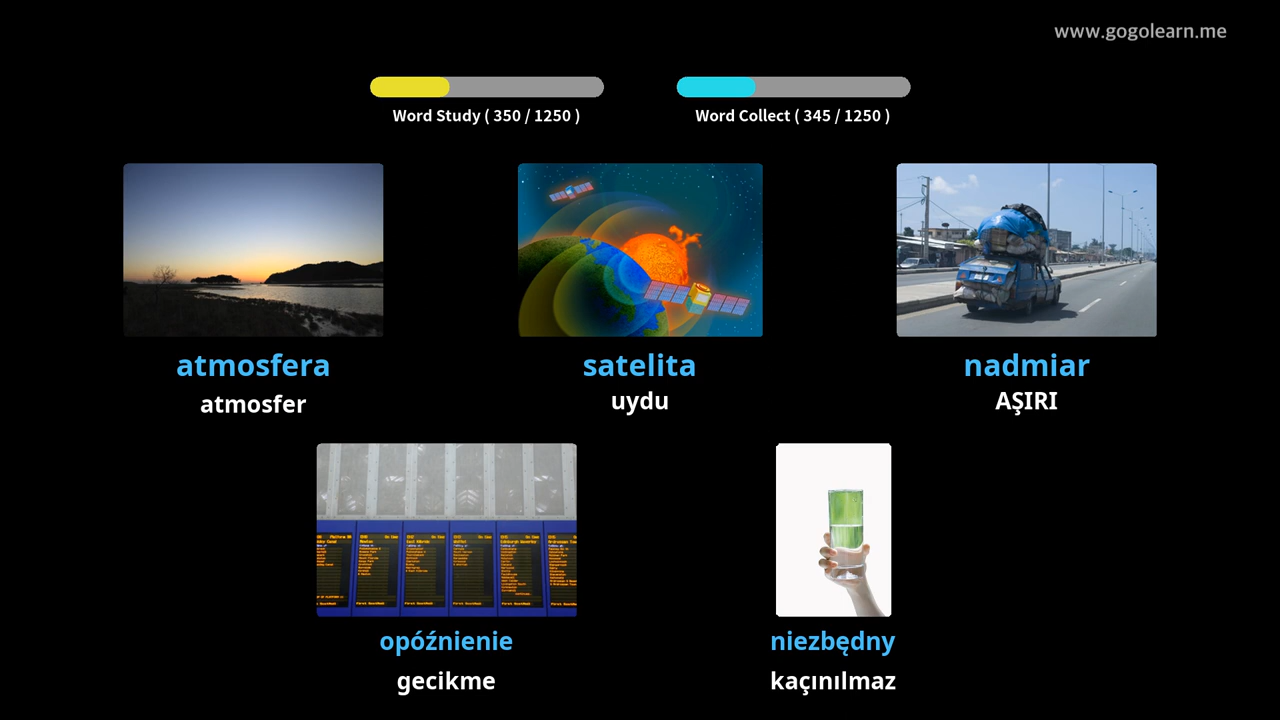 www.gogolearn.me
Word Study ( 350 / 1250 )
Word Collect ( 345 / 1250 )
atmosfera
atmosfer
satelita
uydu
nadmiar
AŞIRI
opóźnienie
gecikme
niezbędny
kaçınılmaz